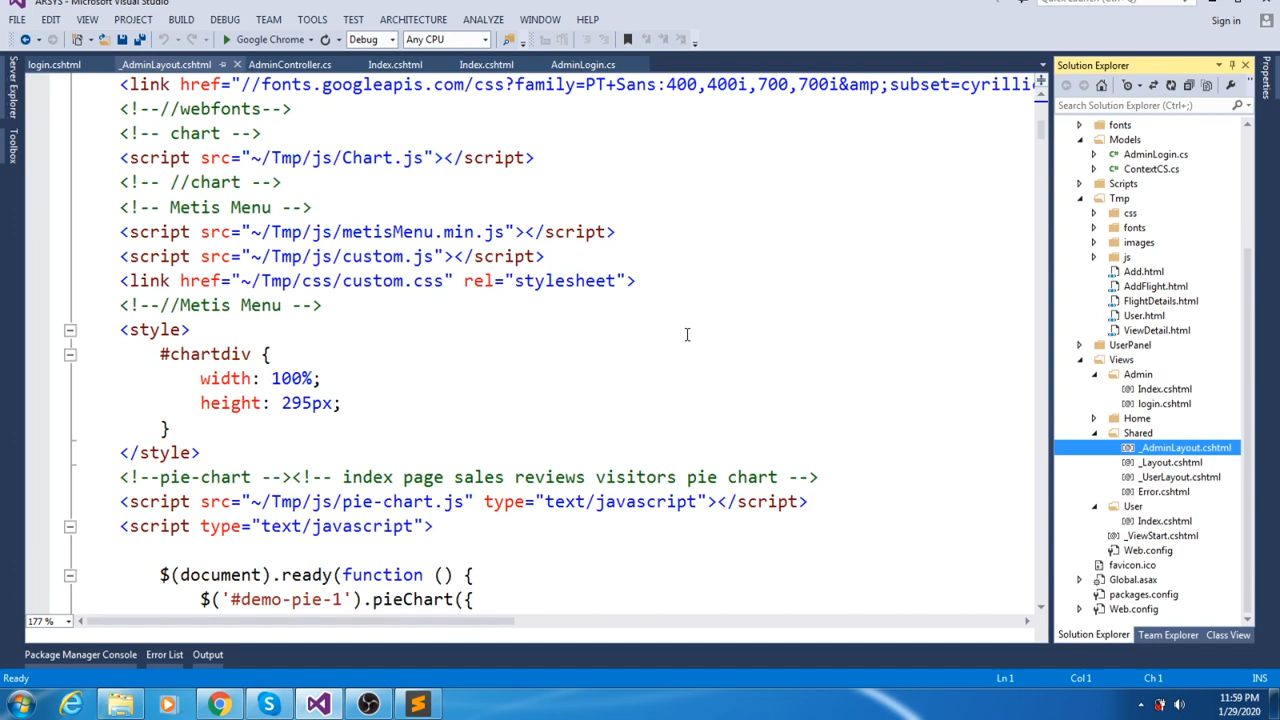 ARSYS - Microsoft Visual Studio
Quick Launch (Ctrl+Q)
FILE EDIT VIEW PROJECT BUILD DEBUG TEAM TOOLS TEST ARCHITECTURE ANALYZE WINDOW HELP
Sign in
Google Chrome Debug Any CPU
login.cshtml _AdminLayout.cshtml AdminController.cs Index.cshtml Index.cshtml AdminLogin.cs
Server Explorer
Toolbox
<link href="//fonts.googleapis.com/css?family=PT+Sans:400,400i,700,700i&amp;subset=cyrillic
<!--//webfonts-->
<!-- chart -->
<script src="~/Tmp/js/Chart.js"></script>
<!-- //chart -->
<!-- Metis Menu -->
<script src="~/Tmp/js/metisMenu.min.js"></script>
<script src="~/Tmp/js/custom.js"></script>
<link href="~/Tmp/css/custom.css" rel="stylesheet">
<!--//Metis Menu -->
<style>
#chartdiv {
width: 100%;
height: 295px;
}
</style>
<!--pie-chart --><!-- index page sales reviews visitors pie chart -->
<script src="~/Tmp/js/pie-chart.js" type="text/javascript"></script>
<script type="text/javascript">
$(document).ready(function () {
$('#demo-pie-1').pieChart({
177 %
Solution Explorer
Search Solution Explorer (Ctrl+;)
fonts
Models
AdminLogin.cs
ContextCS.cs
Scripts
Tmp
css
fonts
images
js
Add.html
AddFlight.html
FlightDetails.html
User.html
ViewDetail.html
UserPanel
Views
Admin
Index.cshtml
login.cshtml
Home
Shared
_AdminLayout.cshtml
_Layout.cshtml
_UserLayout.cshtml
Error.cshtml
User
Index.cshtml
_ViewStart.cshtml
Web.config
favicon.ico
Global.asax
packages.config
Web.config
Solution Explorer Team Explorer Class View
Properties
Package Manager Console Error List Output
Ready Ln 1 Col 1 Ch 1 INS
11:59 PM
1/29/2020